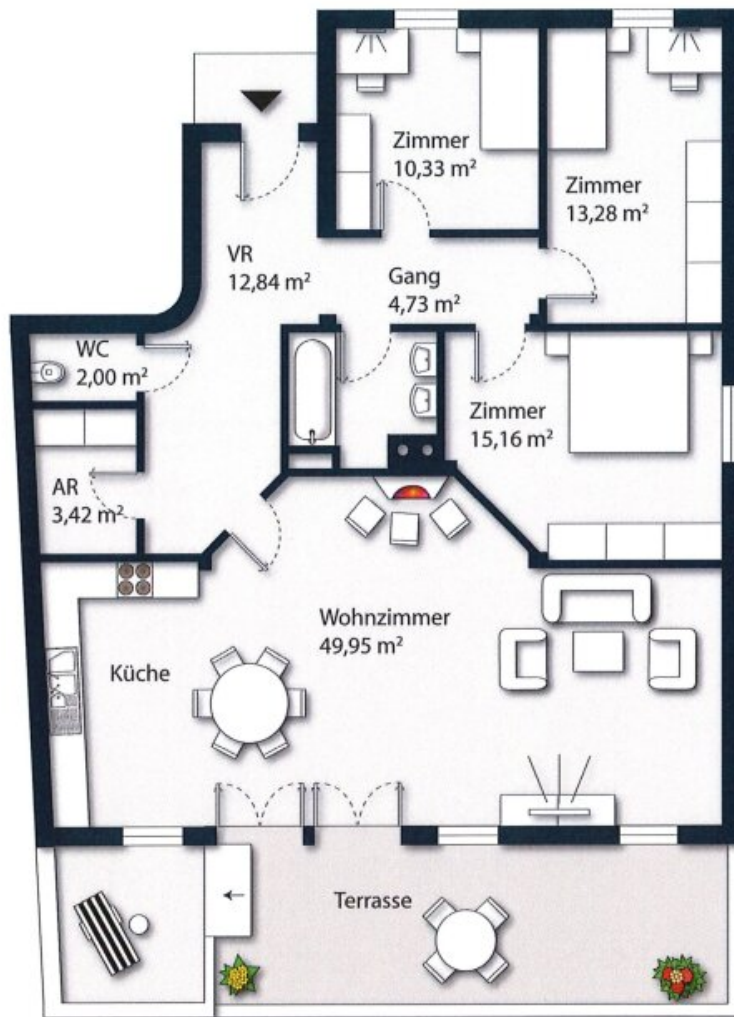 Zimmer
10,33 m²
Zimmer
13,28 m²
VR
12,84 m²
Gang
4,73 m²
WC
2,00 m²
Zimmer
15,16 m²
AR
3,42 m²
Wohnzimmer
49,95 m²
Küche
Terrasse